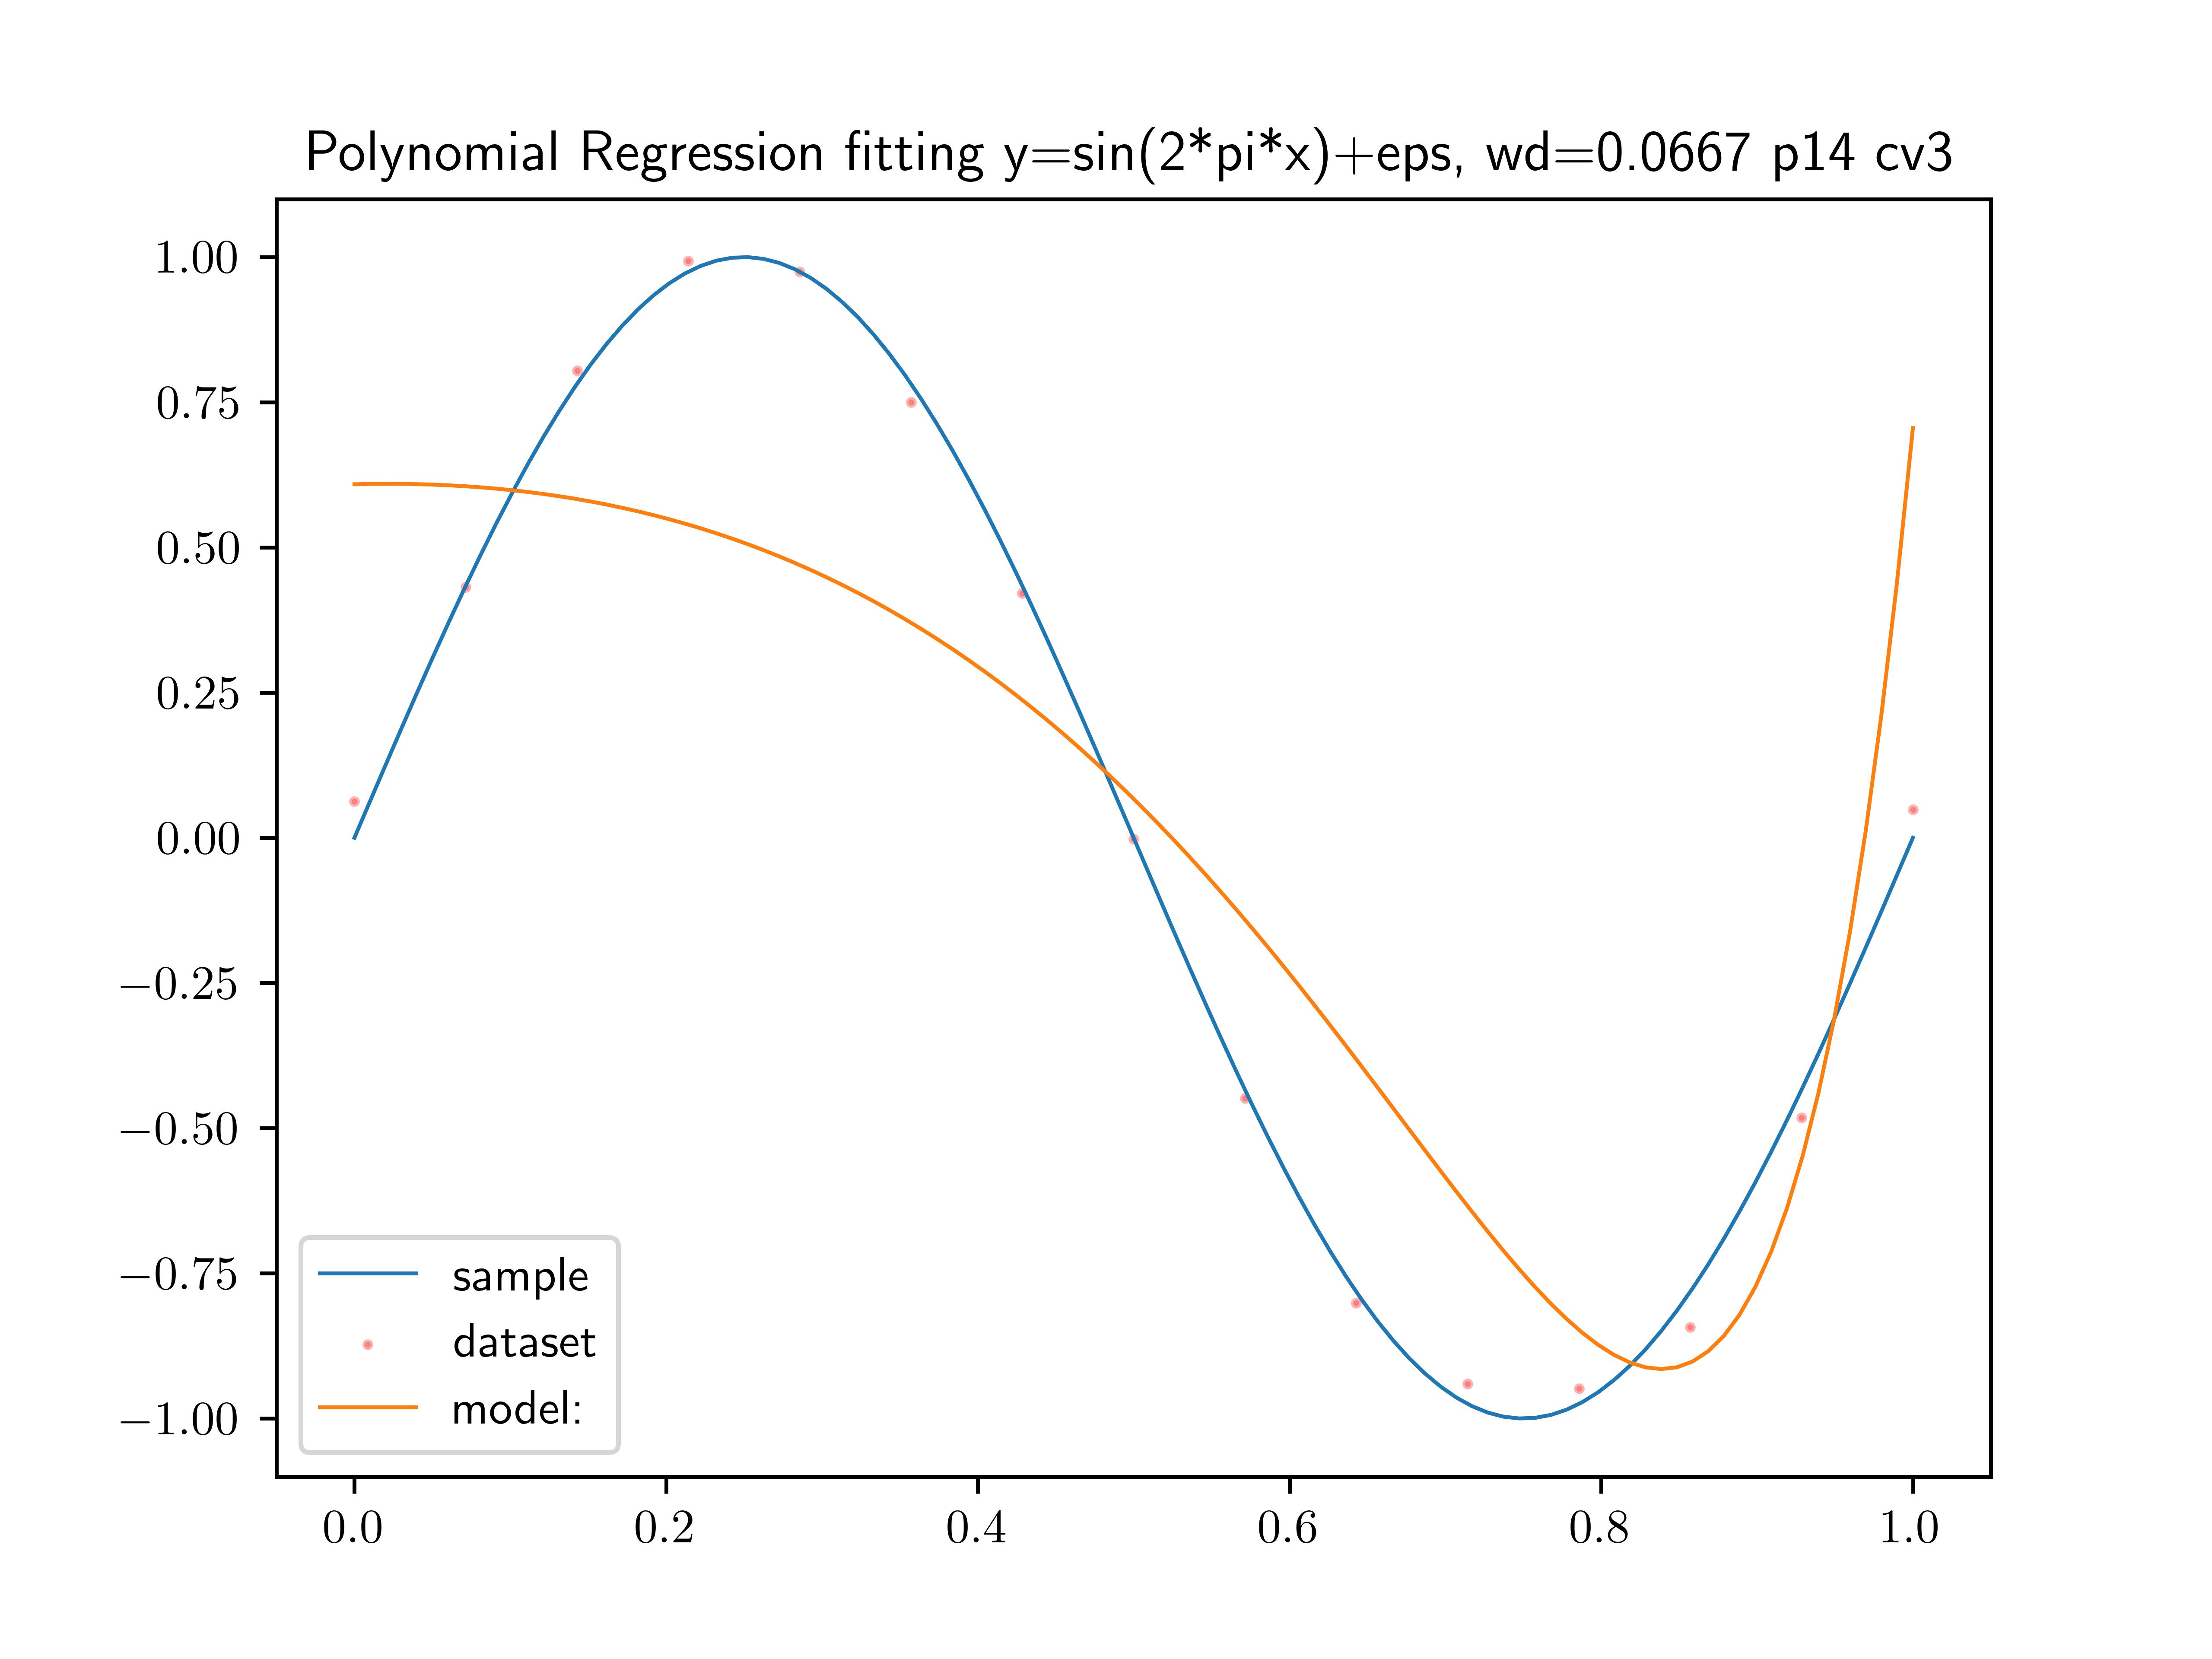 Polynomial Regression fitting y=sin(2*pi*x)+eps, wd=0.0667 p14 cv3
1.00
0.75
0.50
0.25
0.00
−0.25
−0.50
−0.75
−1.00
sample
dataset
model:
0.0 0.2 0.4 0.6 0.8 1.0